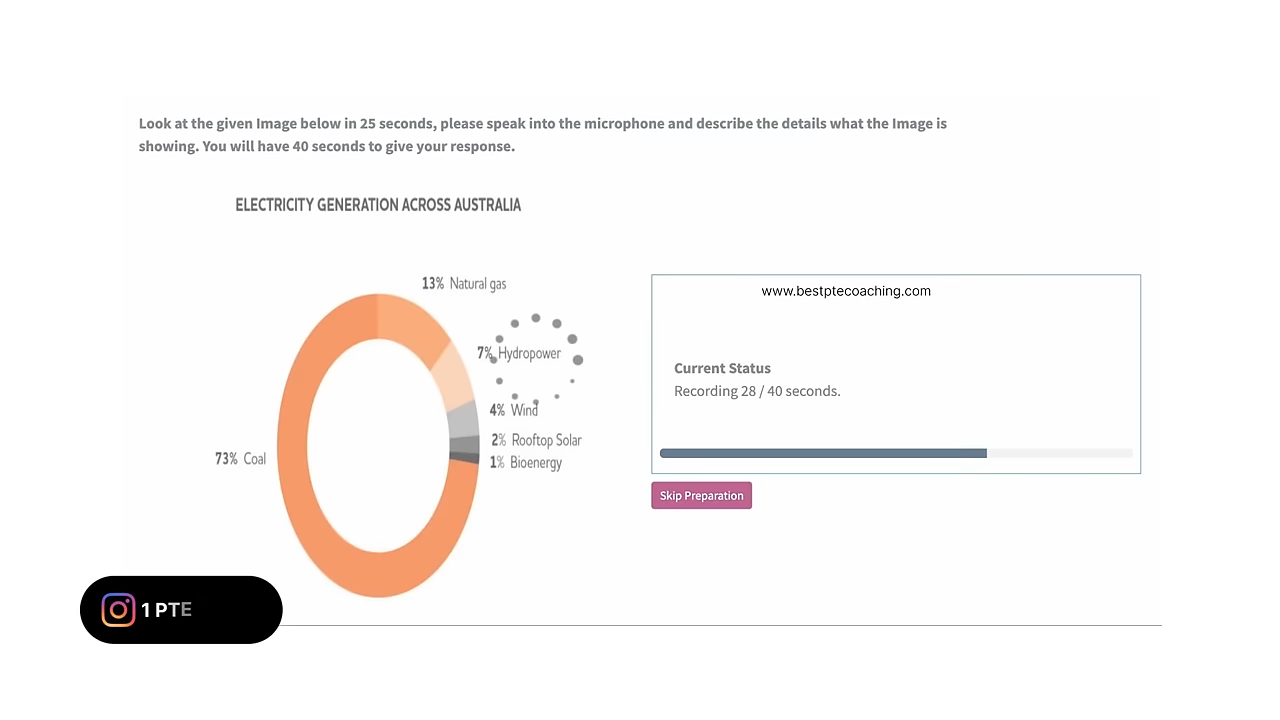 Look at the given Image below in 25 seconds, please speak into the microphone and describe the details what the Image is
showing. You will have 40 seconds to give your response.
ELECTRICITY GENERATION ACROSS AUSTRALIA
13% Natural gas
7% Hydropower
4% Wind
2% Rooftop Solar
1% Bioenergy
73% Coal
www.bestptecoaching.com
Current Status
Recording 28 / 40 seconds.
Skip Preparation
1 PTE